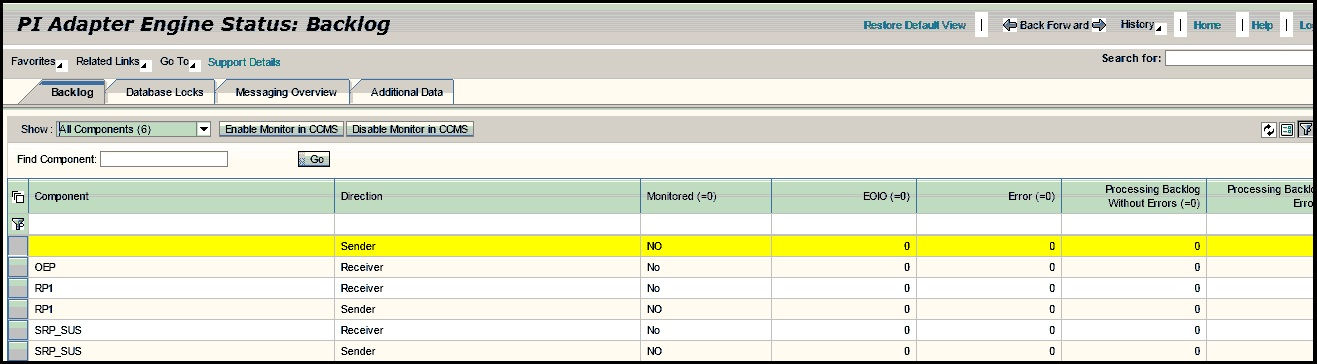 PI Adapter Engine Status: Backlog
Restore Default View | Back Forward History | Home | Help | Lo
Favorites Related Links Go To Support Details Search for:
Backlog Database Locks Messaging Overview Additional Data
Show : All Components (6) Enable Monitor in CCMS Disable Monitor in CCMS
Find Component: Go
Component Direction Monitored (=0) EOIO (=0) Error (=0) Processing Backlog Without Errors (=0) Processing Backlo Erro
Sender NO 0 0 0
OEP Receiver No 0 0 0
RP1 Receiver No 0 0 0
RP1 Sender NO 0 0 0
SRP_SUS Receiver No 0 0 0
SRP_SUS Sender NO 0 0 0